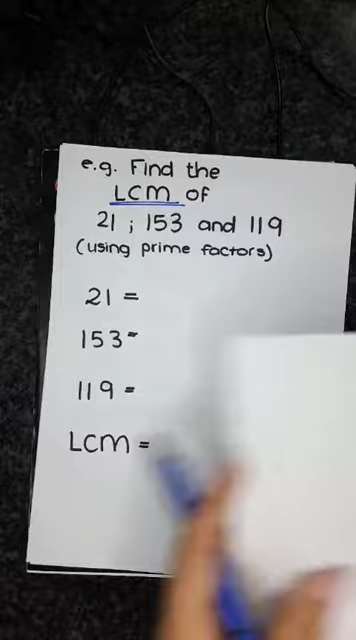 e.g. Find the
LCM of
21 ; 153 and 119
(using prime factors)
21 =
153=
119 =
LCM =